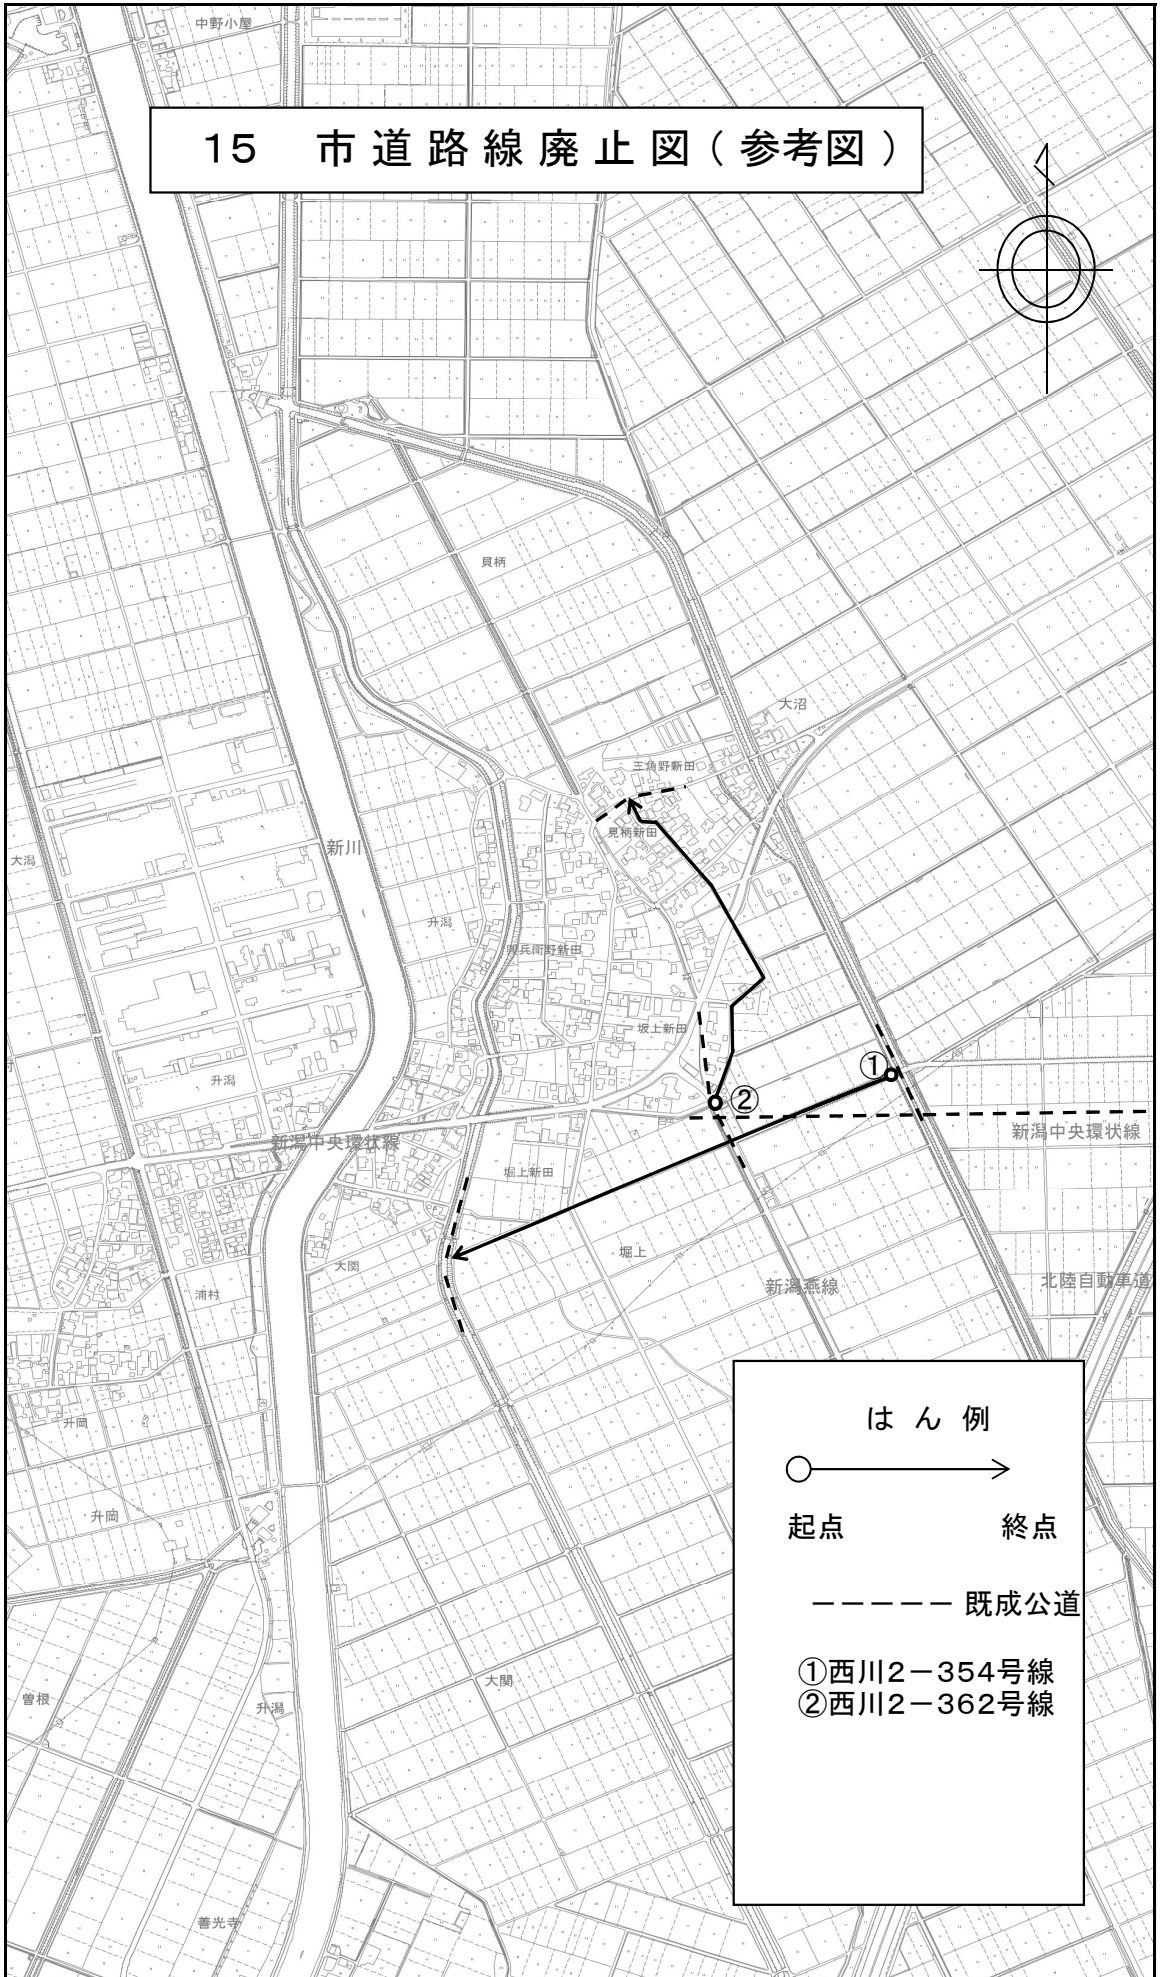 中野小屋
15 市道路線廃止図(参考図)
貝柄
大沼
三角野新田
見柄新田
新川
大潟
升潟
與兵衛野新田
坂上新田
①
升潟
②
新潟中央環状線
新潟中央環状線
堀上新田
堀上
大関
北陸自動車道
新潟燕線
浦村
はん例
升岡
升岡
起点 終点
－－－－－ 既成公道
①西川2－354号線
大関
②西川2－362号線
曽根
升潟
善光寺